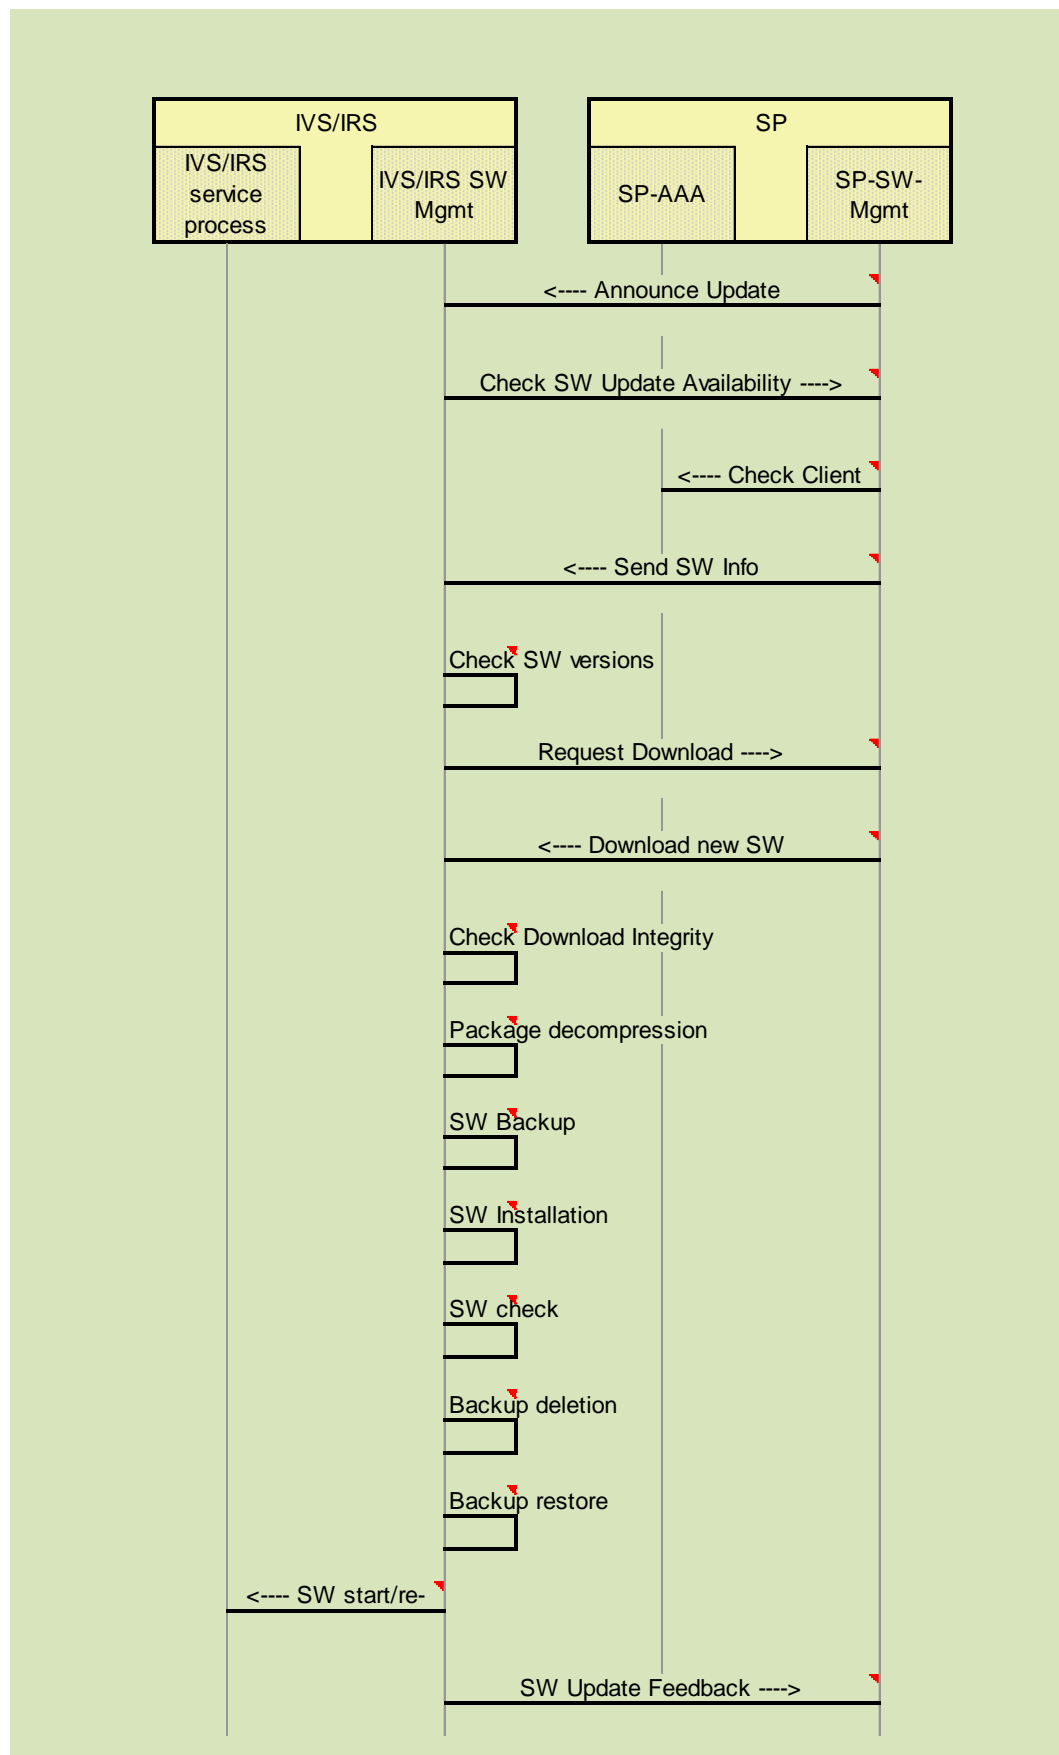 IVS/IRS
SP
IVS/IRS
service
process
IVS/IRS SW
Mgmt
SP-AAA
SP-SW-
Mgmt
<---- Announce Update
Check SW Update Availability ---->
<---- Check Client
<---- Send SW Info
Check SW versions
Request Download ---->
<---- Download new SW
Check Download Integrity
Package decompression
SW Backup
SW Installation
SW check
Backup deletion
Backup restore
<---- SW start/re-
SW Update Feedback ---->